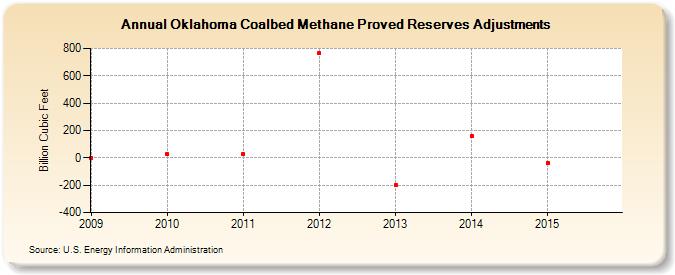 Annual Oklahoma Coalbed Methane Proved Reserves Adjustments
Billion Cubic Feet
800
600
400
200
0
-200
-400
2009 2010 2011 2012 2013 2014 2015
Source: U.S. Energy Information Administration